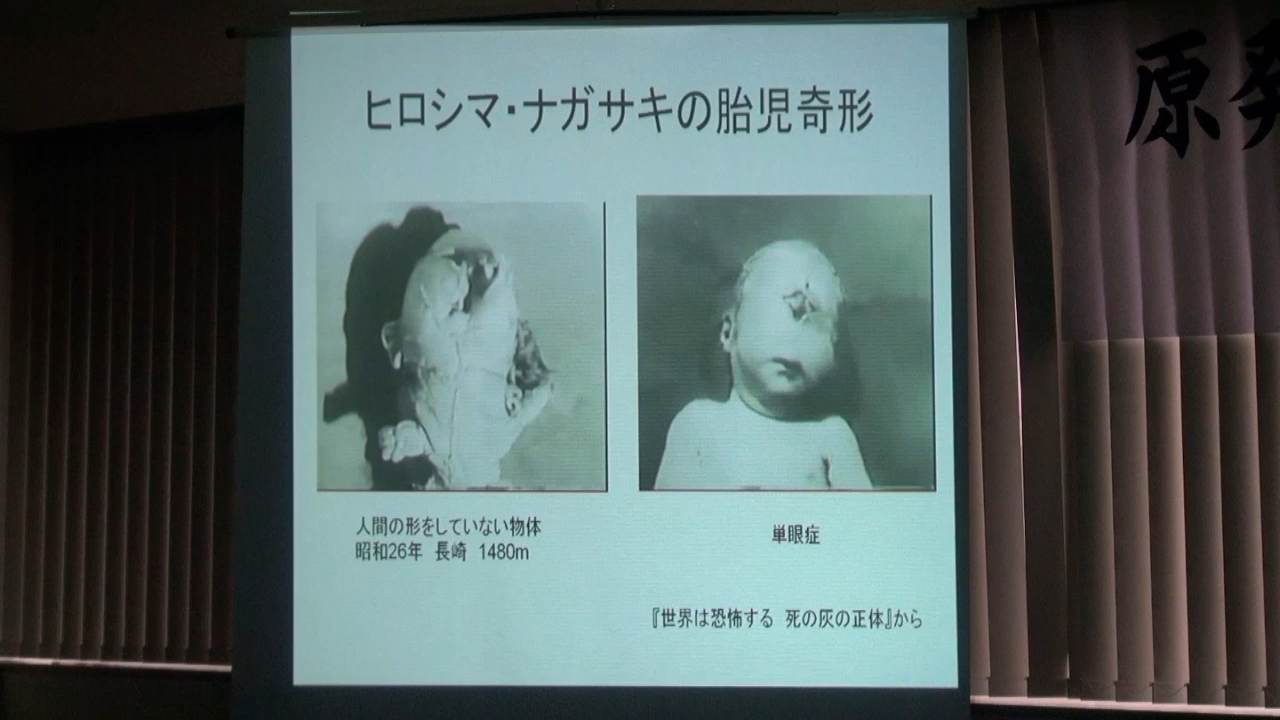 ヒロシマ・ナガサキの胎児奇形
人間の形をしていない物体
昭和26年 長崎 1480m
単眼症
『世界は恐怖する 死の灰の正体』から
原発